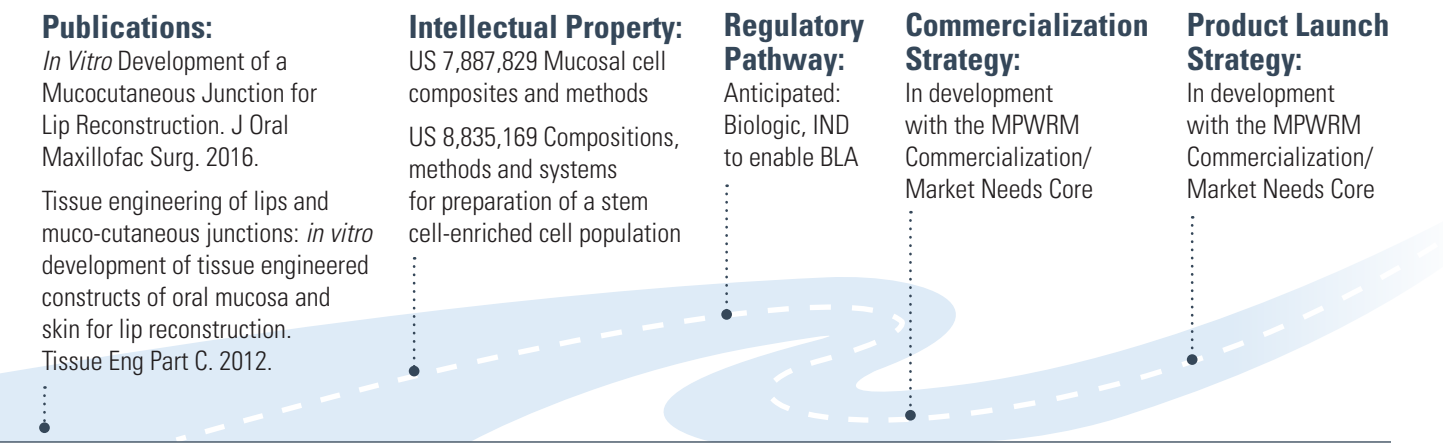 Publications:
In Vitro Development of a
Mucocutaneous Junction for
Lip Reconstruction. J Oral
Maxillofac Surg. 2016.
Tissue engineering of lips and
muco-cutaneous junctions: in vitro
development of tissue engineered
constructs of oral mucosa and
skin for lip reconstruction.
Tissue Eng Part C. 2012.
Intellectual Property:
US 7,887,829 Mucosal cell
composites and methods
US 8,835,169 Compositions,
methods and systems
for preparation of a stem
cell-enriched cell population
Regulatory
Pathway:
Anticipated:
Biologic, IND
to enable BLA
Commercialization
Strategy:
In development
with the MPWRM
Commercialization/
Market Needs Core
Product Launch
Strategy:
In development
with the MPWRM
Commercialization/
Market Needs Core